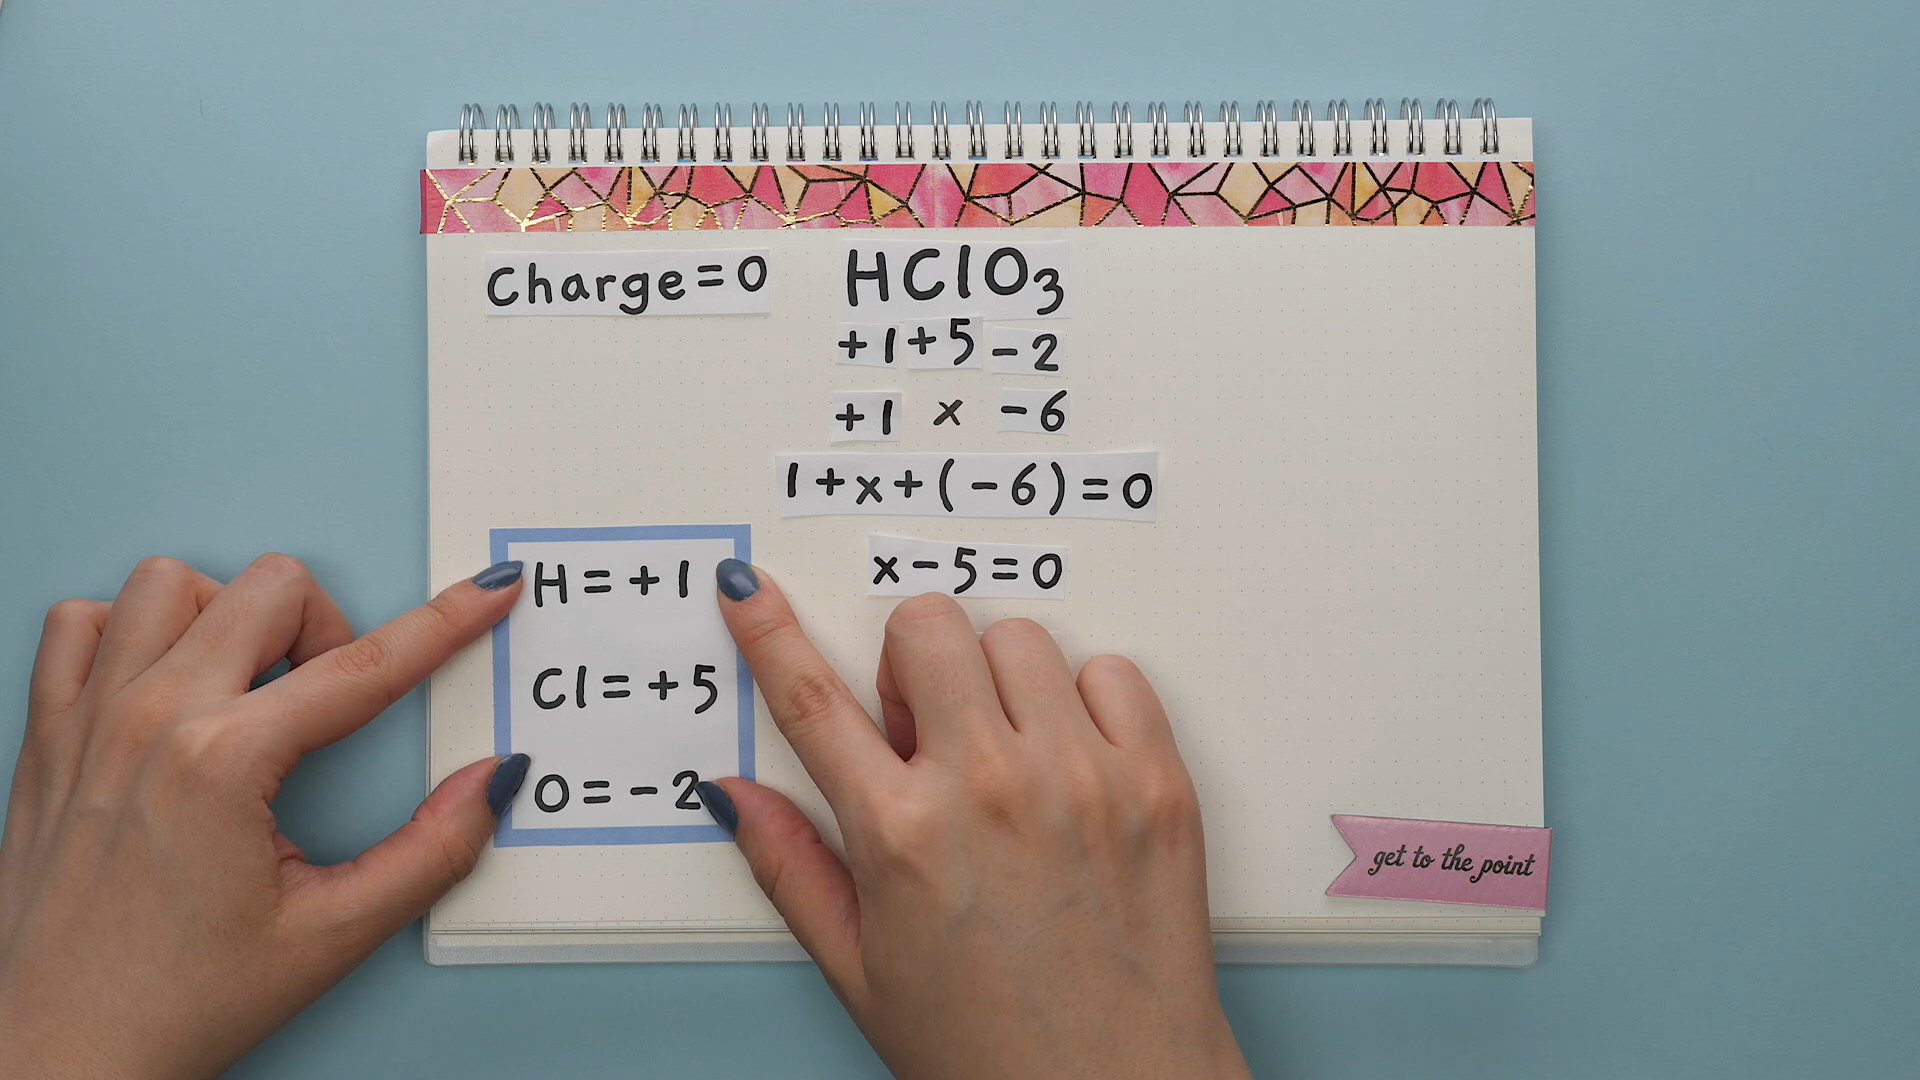 Charge=0
HClO3
+1+5-2
+1 x -6
1+x+(-6)=0
x-5=0
H=+1
Cl=+5
O=-2
get to the point